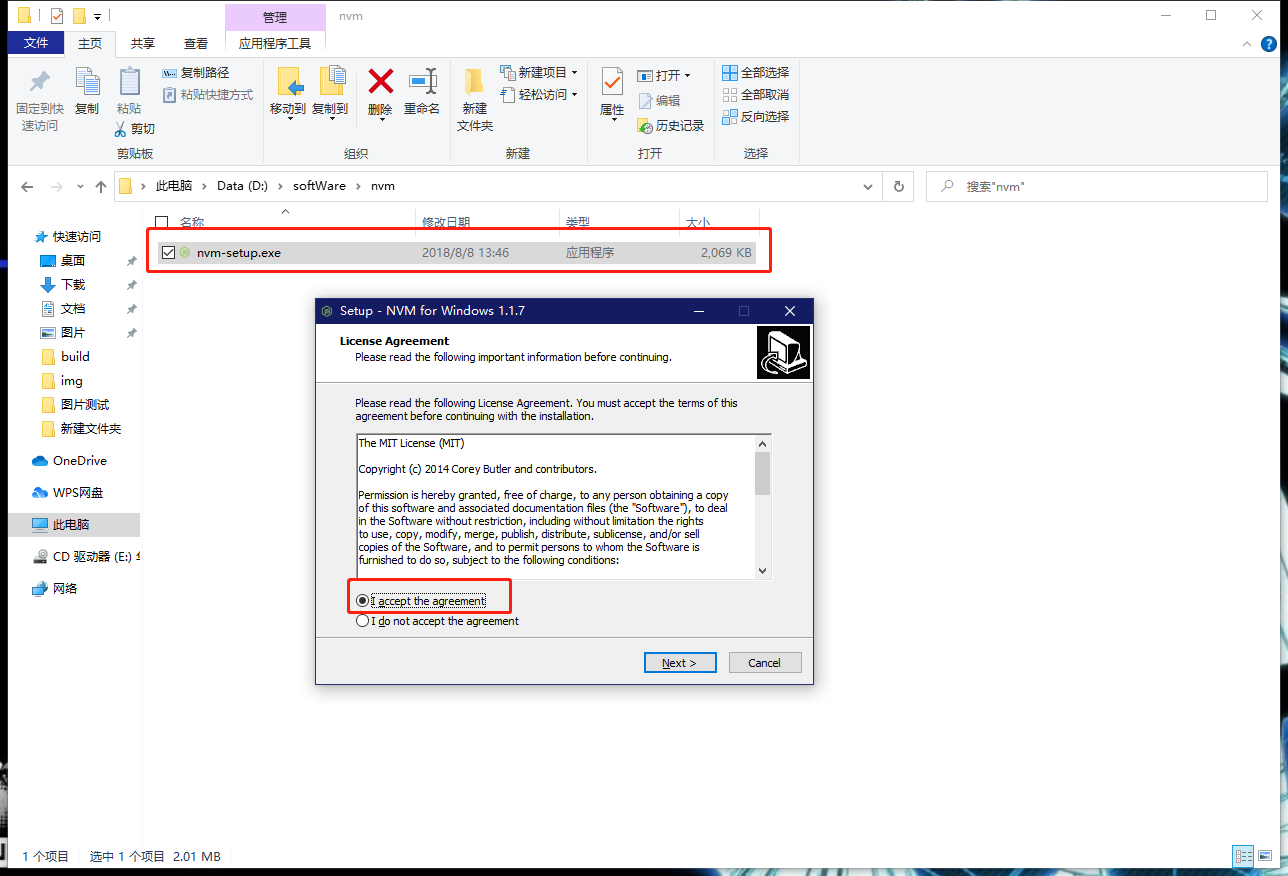 管理
nvm
文件
主页
共享
查看
应用程序工具
固定到快
速访问
复制
粘贴
复制路径
粘贴快捷方式
剪切
剪贴板
移动到
复制到
删除
重命名
组织
新建
文件夹
新建项目
轻松访问
新建
属性
打开
编辑
历史记录
打开
全部选择
全部取消
反向选择
选择
此电脑 › Data (D:) › softWare › nvm
搜索"nvm"
名称
修改日期
类型
大小
nvm-setup.exe
2018/8/8 13:46
应用程序
2,069 KB
快速访问
桌面
下载
文档
图片
build
img
图片测试
新建文件夹
OneDrive
WPS网盘
此电脑
CD 驱动器 (E:)
网络
Setup - NVM for Windows 1.1.7
License Agreement
Please read the following important information before continuing.
Please read the following License Agreement. You must accept the terms of this
agreement before continuing with the installation.
The MIT License (MIT)
Copyright (c) 2014 Corey Butler and contributors.
Permission is hereby granted, free of charge, to any person obtaining a copy
of this software and associated documentation files (the "Software"), to deal
in the Software without restriction, including without limitation the rights
to use, copy, modify, merge, publish, distribute, sublicense, and/or sell
copies of the Software, and to permit persons to whom the Software is
furnished to do so, subject to the following conditions:
I accept the agreement
I do not accept the agreement
Next >
Cancel
1 个项目
选中 1 个项目 2.01 MB